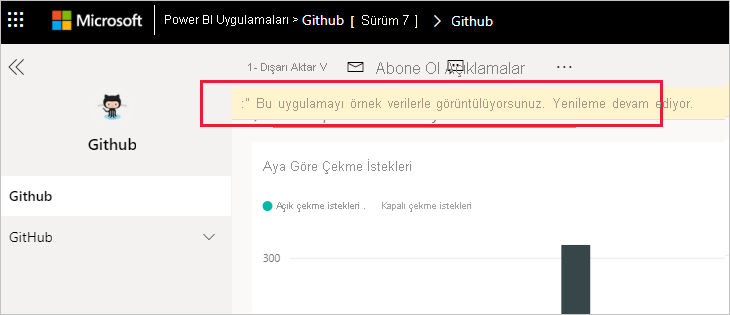 Microsoft Power BI Uygulamaları > Github [ Sürüm 7 ] > Github
1- Dışarı Aktar V Abone Ol Açıklamalar ...
:" Bu uygulamayı örnek verilerle görüntülüyorsunuz. Yenileme devam ediyor.
Github
Github
GitHub
Aya Göre Çekme İstekleri
Açık çekme istekleri . Kapalı çekme istekleri
300